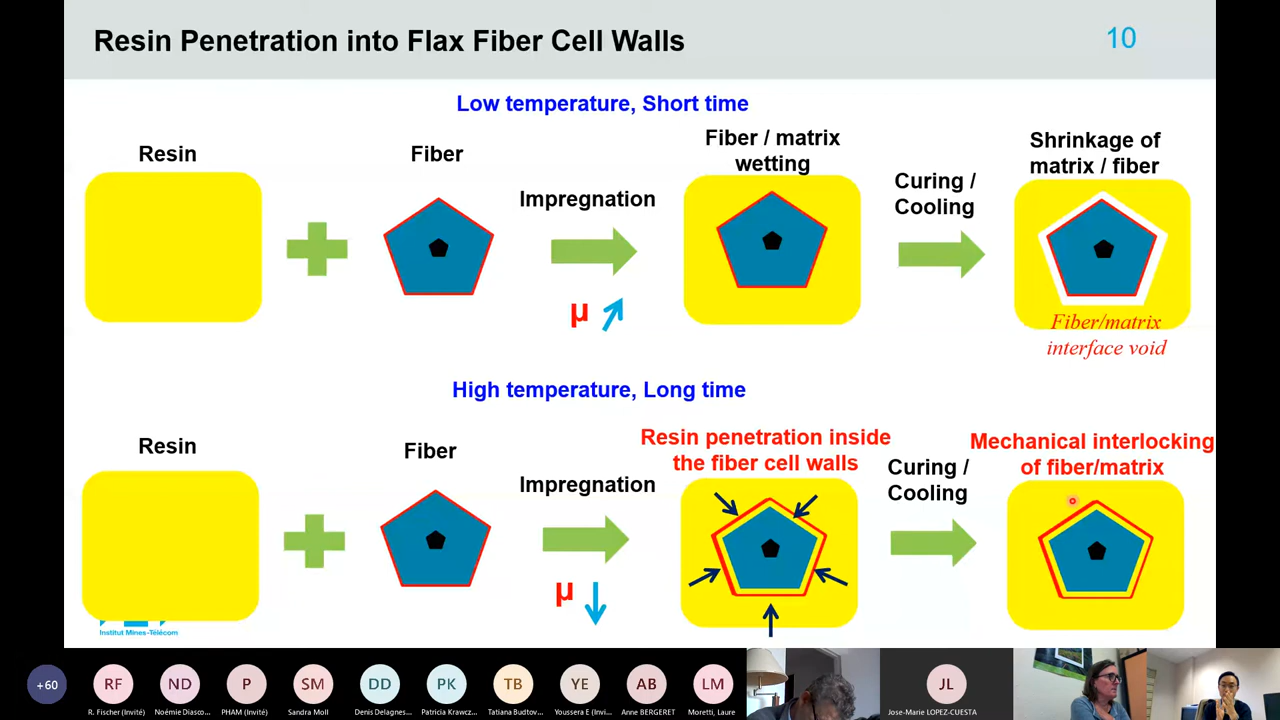 Resin Penetration into Flax Fiber Cell Walls
10
Low temperature, Short time
Resin
Fiber
Impregnation
μ
Fiber / matrix
wetting
Curing /
Cooling
Shrinkage of
matrix / fiber
Fiber/matrix
interface void
High temperature, Long time
Resin
Fiber
Impregnation
μ
Resin penetration inside
the fiber cell walls
Curing /
Cooling
Mechanical interlocking
of fiber/matrix
Institut Mines-Télécom
+60
RF
R. Fischer (Invité)
ND
Noémie Diasco...
P
PHAM (Invité)
SM
Sandra Moll
DD
Denis Delagnes...
PK
Patricia Krawcz...
TB
Tatiana Budtov...
YE
Youssera E (Invi...
AB
Anne BERGERET
LM
Moretti, Laure
JL
Jose-Marie LOPEZ-CUESTA